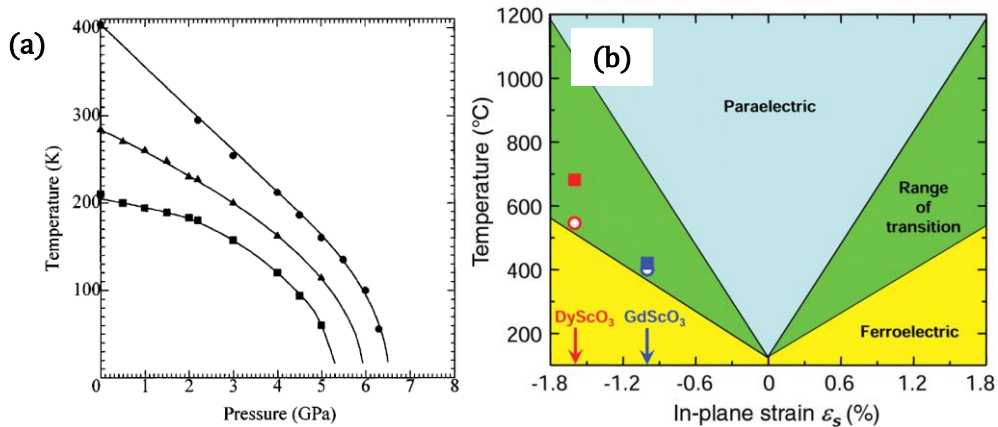 (a)
Temperature (K)
400
300
200
100
0
0 1 2 3 4 5 6 7 8
Pressure (GPa)
(b)
Temperature (°C)
1200
1000
800
600
400
200
Paraelectric
Range
of
transition
DyScO₃ GdScO₃
Ferroelectric
-1.8 -1.2 -0.6 0 0.6 1.2 1.8
In-plane strain εₛ (%)